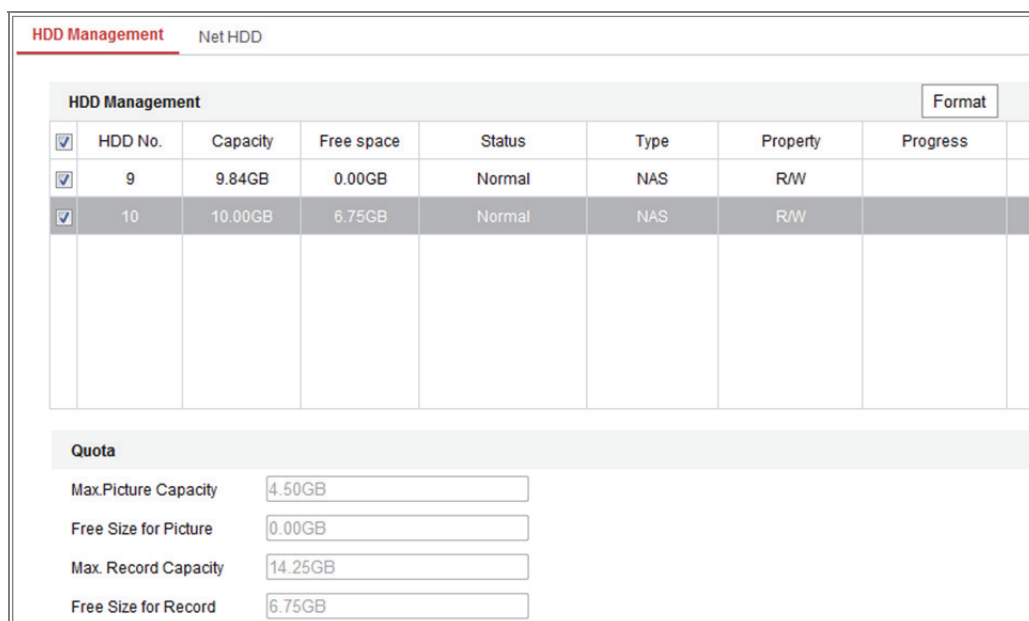 HDD Management Net HDD
HDD Management Format
HDD No. Capacity Free space Status Type Property Progress
9 9.84GB 0.00GB Normal NAS R/W
10 10.00GB 6.75GB Normal NAS R/W
Quota
Max.Picture Capacity 4.50GB
Free Size for Picture 0.00GB
Max. Record Capacity 14.25GB
Free Size for Record 6.75GB